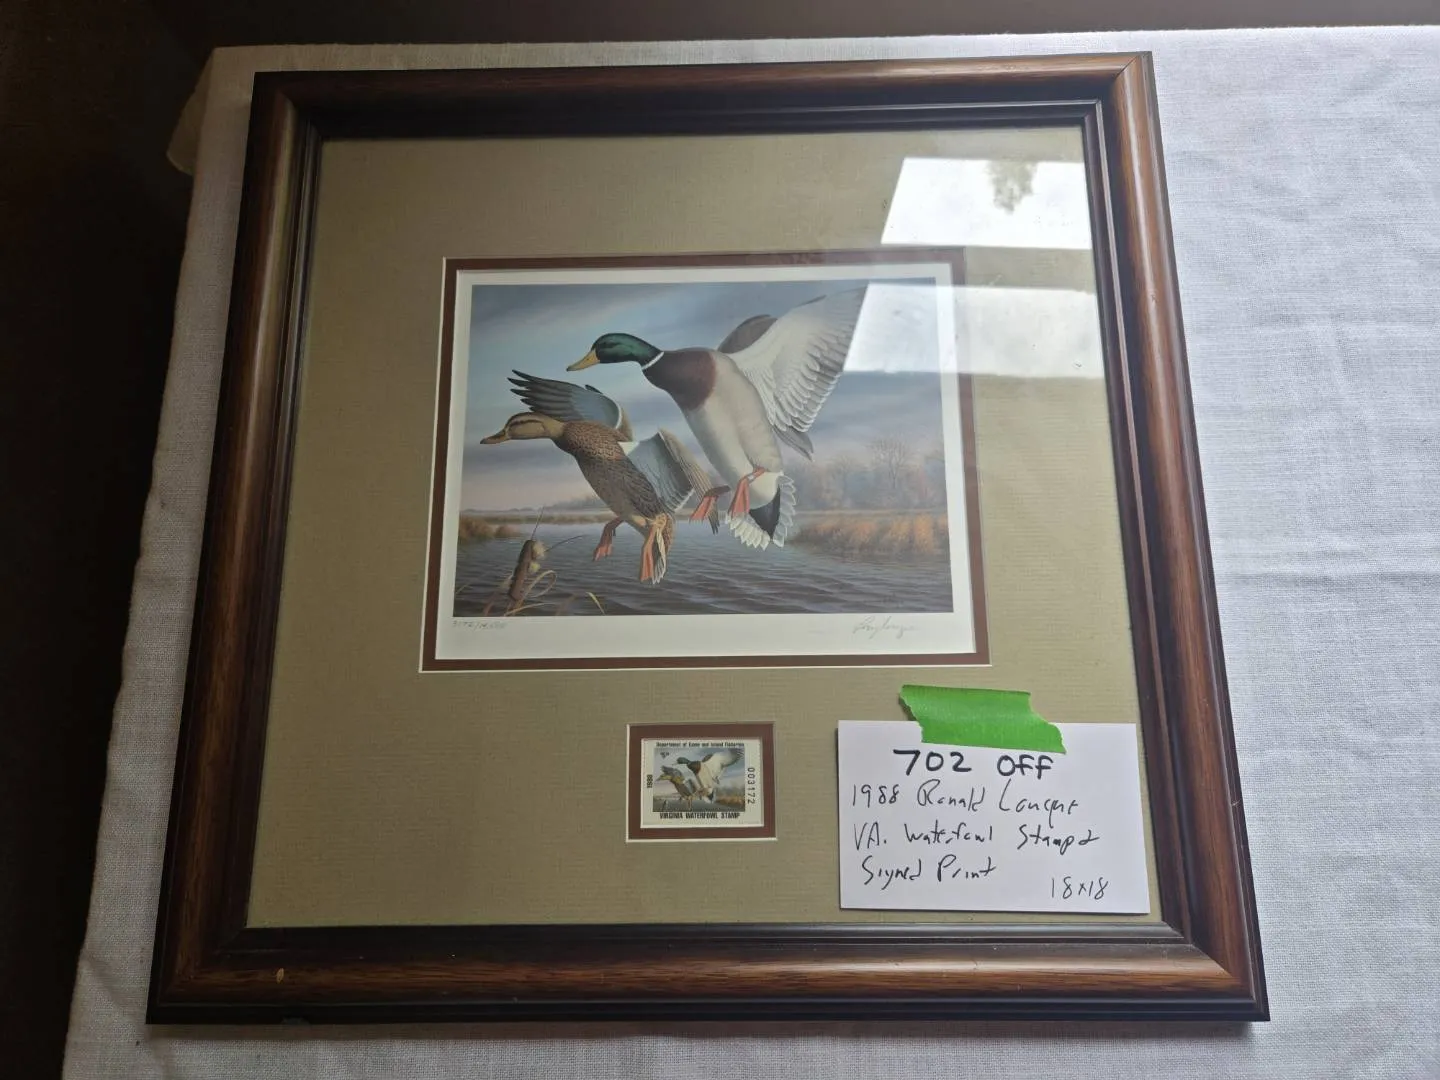 Department of Game and Inland Fisheries
1988
003172
VIRGINIA WATERFOWL STAMP
702 OFF
1988 Ronald Louque
VA. Waterfowl Stamp &
Signed Print
18x18